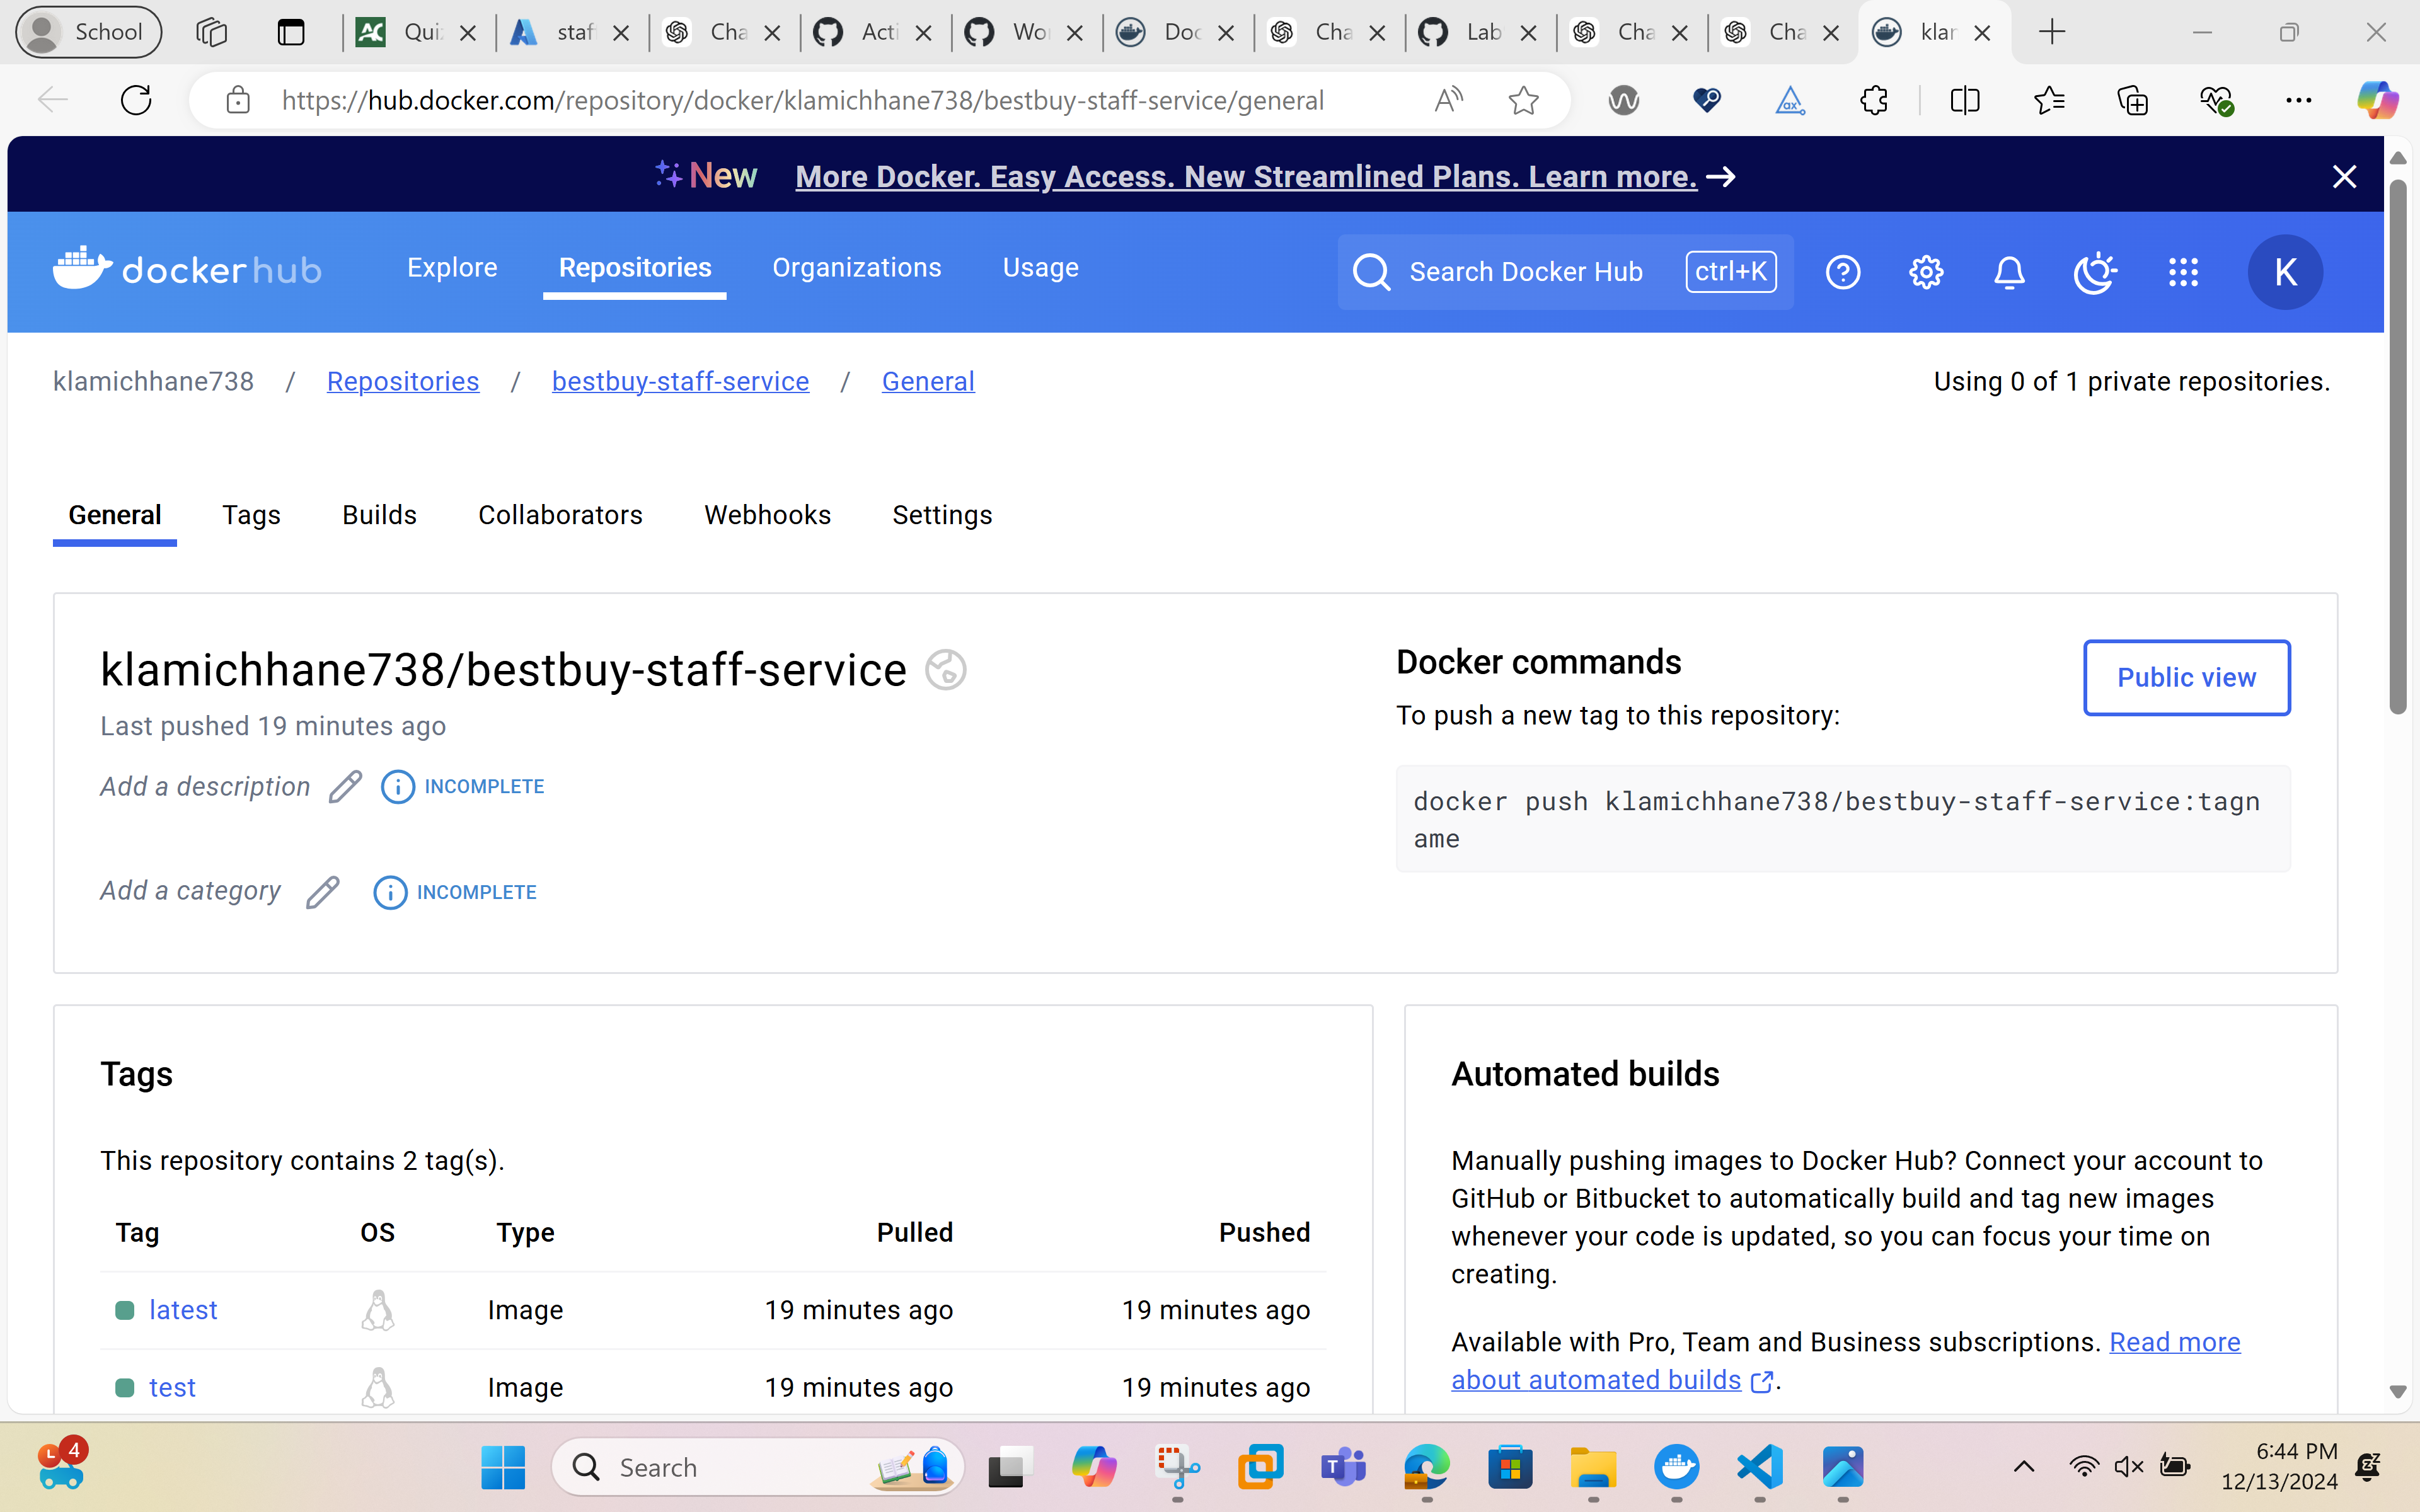 School
Qui
staf
Cha
Acti
Wo
Doc
Cha
Lab
Cha
Cha
klar
https://hub.docker.com/repository/docker/klamichhane738/bestbuy-staff-service/general
New More Docker. Easy Access. New Streamlined Plans. Learn more. →
docker hub
Explore
Repositories
Organizations
Usage
Search Docker Hub
ctrl+K
K
klamichhane738 / Repositories / bestbuy-staff-service / General
Using 0 of 1 private repositories.
General
Tags
Builds
Collaborators
Webhooks
Settings
klamichhane738/bestbuy-staff-service
Last pushed 19 minutes ago
Add a description INCOMPLETE
Add a category INCOMPLETE
Docker commands
Public view
To push a new tag to this repository:
docker push klamichhane738/bestbuy-staff-service:tagn
ame
Tags
This repository contains 2 tag(s).
Tag OS Type Pulled Pushed
latest Image 19 minutes ago 19 minutes ago
test Image 19 minutes ago 19 minutes ago
Automated builds
Manually pushing images to Docker Hub? Connect your account to
GitHub or Bitbucket to automatically build and tag new images
whenever your code is updated, so you can focus your time on
creating.
Available with Pro, Team and Business subscriptions. Read more
about automated builds.
4
Search
6:44 PM
12/13/2024